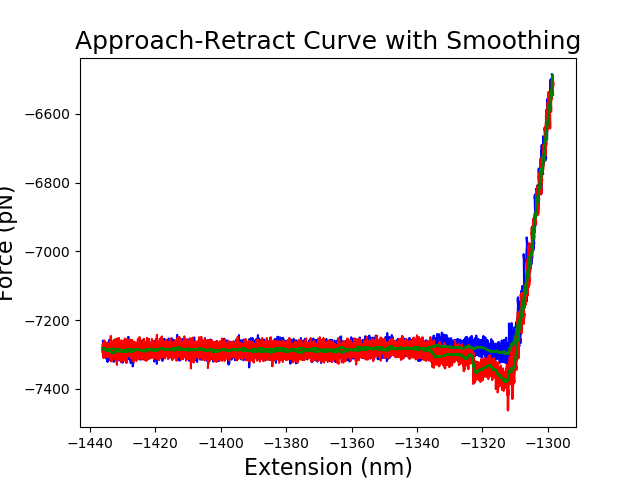 Approach-Retract Curve with Smoothing
Force (pN)
−6600
−6800
−7000
−7200
−7400
−1440 −1420 −1400 −1380 −1360 −1340 −1320 −1300
Extension (nm)